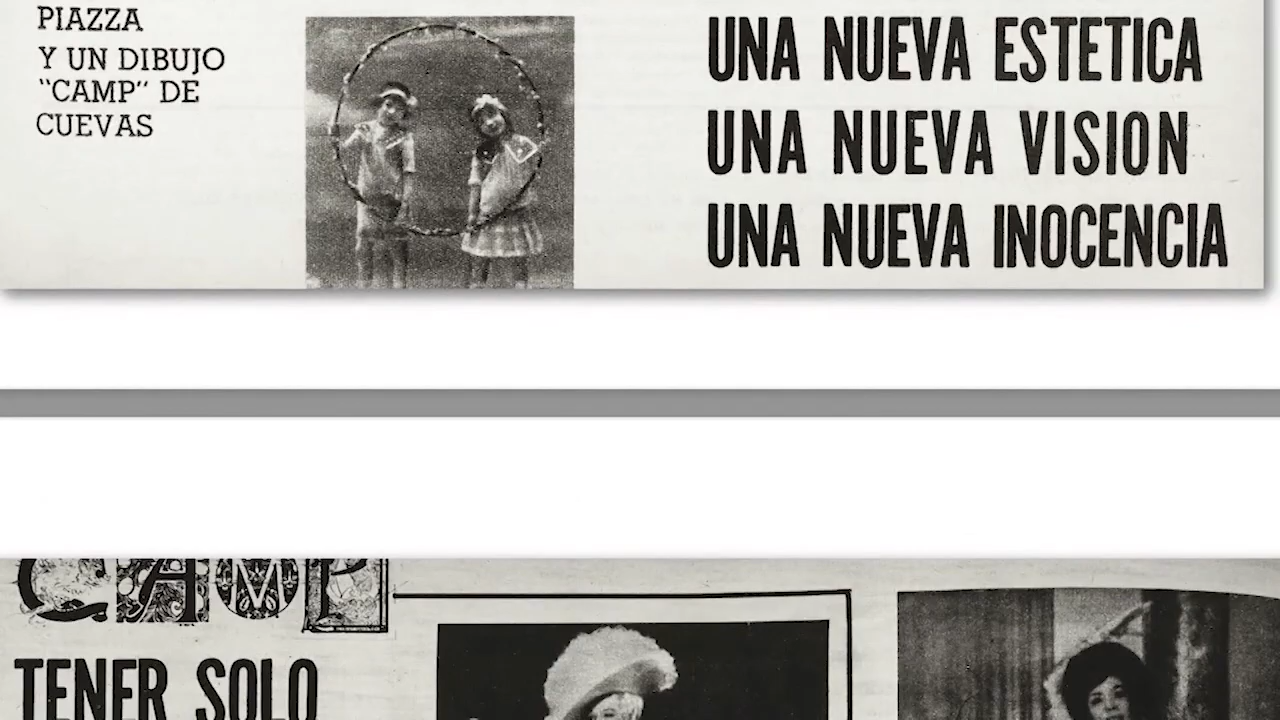 PIAZZA
Y UN DIBUJO
"CAMP" DE
CUEVAS
UNA NUEVA ESTETICA
UNA NUEVA VISION
UNA NUEVA INOCENCIA
CAMP
TENER SOLO